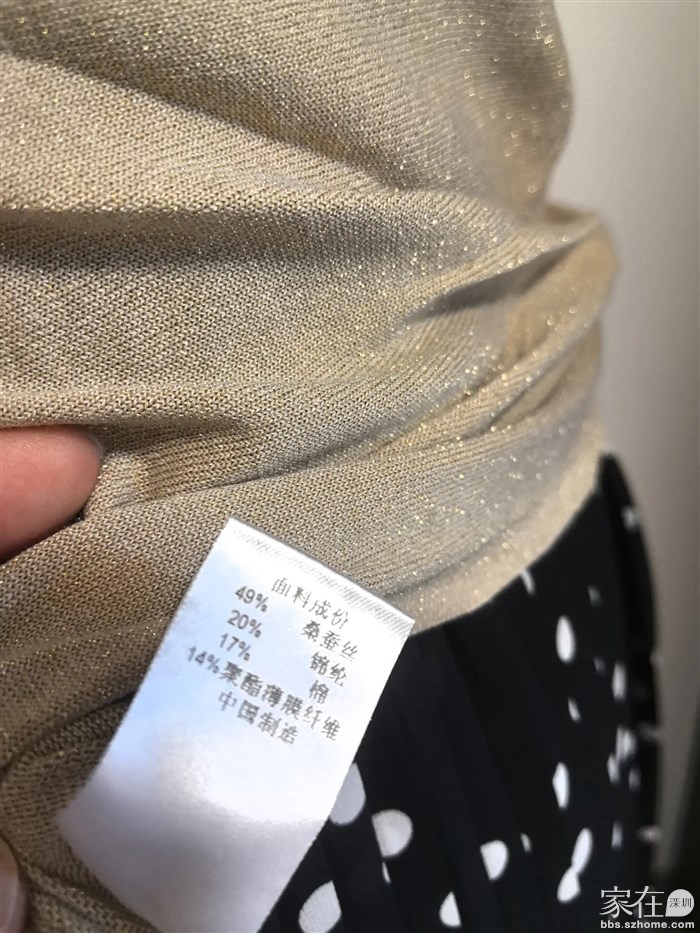 面料成份
49% 桑蚕丝
20% 锦纶
17% 棉
14%聚酯薄膜纤维
中国制造
家在深圳
bbs.szhome.com